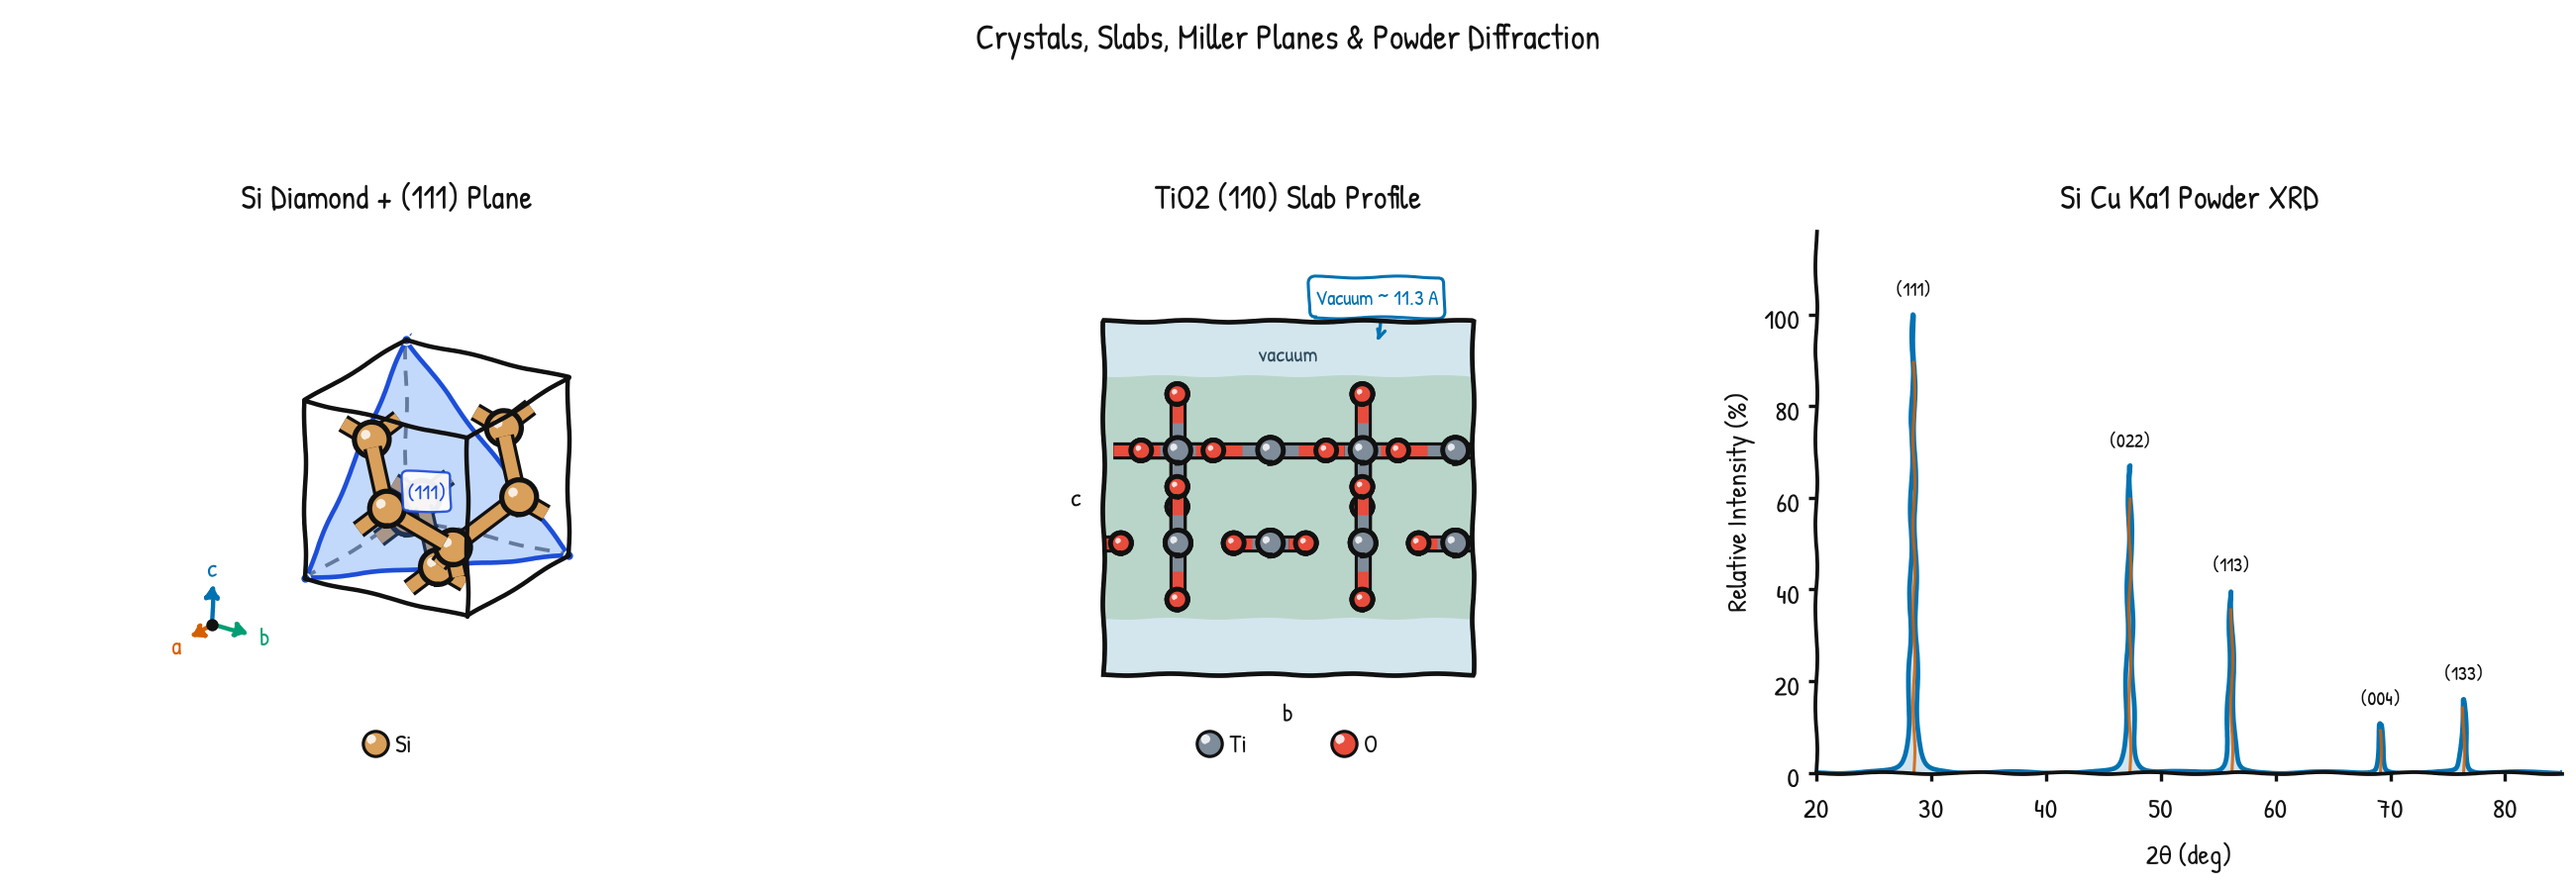 Crystals, Slabs, Miller Planes & Powder Diffraction
Si Diamond + (111) Plane
(111)
c
a
b
Si
TiO2 (110) Slab Profile
Vacuum ~ 11.3 A
vacuum
c
b
Ti
O
Si Cu Ka1 Powder XRD
Relative Intensity (%)
100
80
60
40
20
0
(111)
(022)
(113)
(004)
(133)
20
30
40
50
60
70
80
2θ (deg)